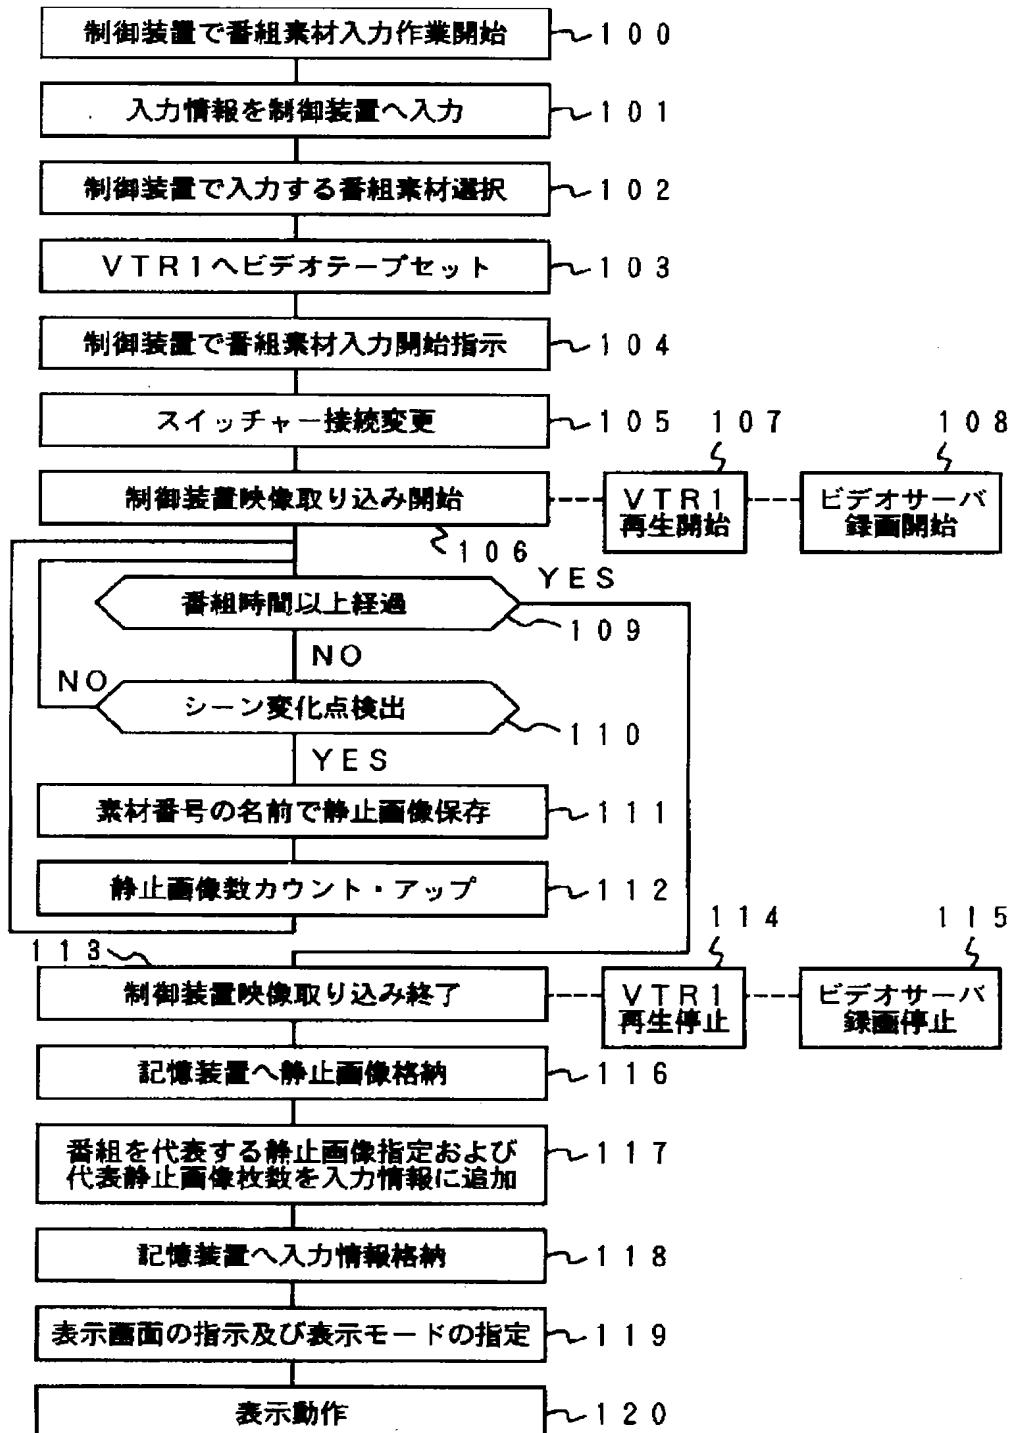 制御装置で番組素材入力作業開始 100
入力情報を制御装置へ入力 101
制御装置で入力する番組素材選択 102
VTR1へビデオテープセット 103
制御装置で番組素材入力開始指示 104
スイッチャー接続変更 105
107
108
制御装置映像取り込み開始
VTR1
再生開始
ビデオサーバ
録画開始
106
YES
番組時間以上経過
109
NO
NO
シーン変化点検出
110
YES
素材番号の名前で静止画像保存 111
静止画像数カウント・アップ 112
114
115
113
制御装置映像取り込み終了
VTR1
再生停止
ビデオサーバ
録画停止
記憶装置へ静止画像格納 116
番組を代表する静止画像指定および
代表静止画像枚数を入力情報に追加
117
記憶装置へ入力情報格納 118
表示画面の指示及び表示モードの指定 119
表示動作 120